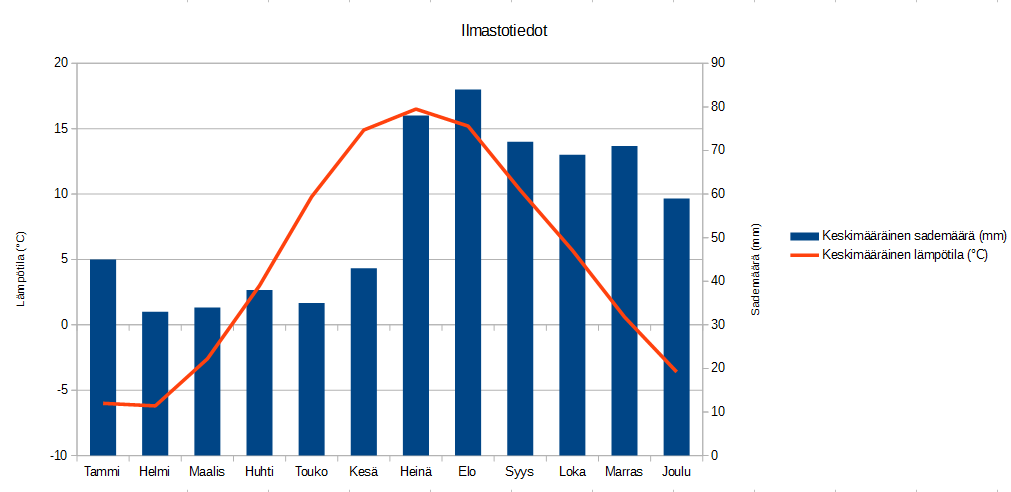 Ilmastotiedot
20
15
10
5
0
-5
-10
Lämpötila (°C)
90
80
70
60
50
40
30
20
10
0
Sademäärä (mm)
Tammi Helmi Maalis Huhti Touko Kesä Heinä Elo Syys Loka Marras Joulu
Keskimääräinen sademäärä (mm)
Keskimääräinen lämpötila (°C)